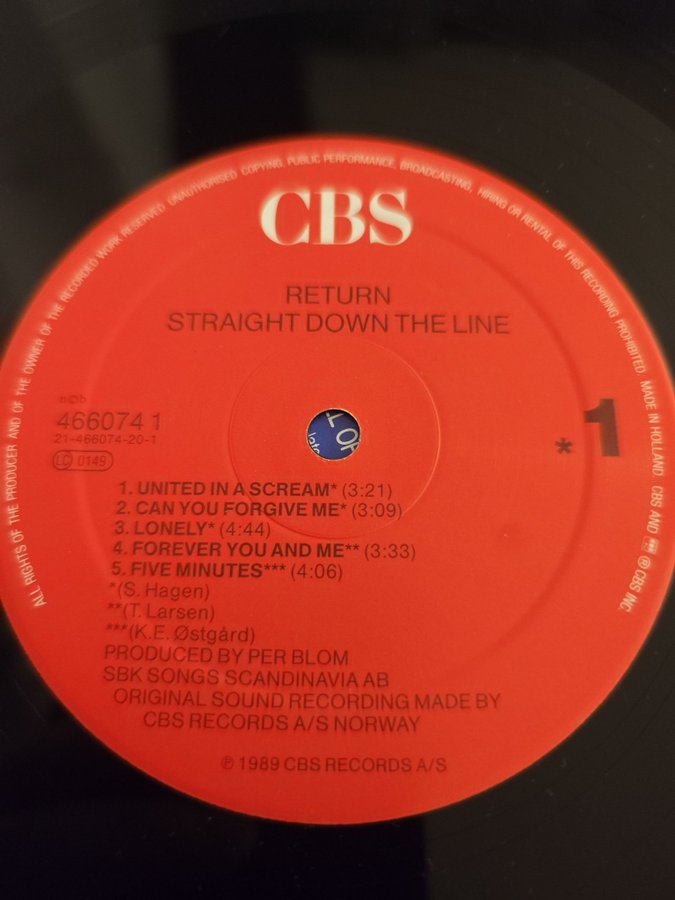 ALL RIGHTS OF THE PRODUCER AND OF THE OWNER OF THE RECORDED WORK RESERVED. UNAUTHORISED COPYING, PUBLIC PERFORMANCE, BROADCASTING, HIRING OR RENTAL OF THIS RECORDING PROHIBITED. MADE IN HOLLAND. CBS AND ℗ CBS INC.
CBS
RETURN
STRAIGHT DOWN THE LINE
n©b
466074 1
21-466074-20-1
LC 0149
*1
L OF
1. UNITED IN A SCREAM* (3:21)
2. CAN YOU FORGIVE ME* (3:09)
3. LONELY* (4:44)
4. FOREVER YOU AND ME** (3:33)
5. FIVE MINUTES*** (4:06)
*(S. Hagen)
**(T. Larsen)
***(K.E. Østgård)
PRODUCED BY PER BLOM
SBK SONGS SCANDINAVIA AB
ORIGINAL SOUND RECORDING MADE BY
CBS RECORDS A/S NORWAY
℗ 1989 CBS RECORDS A/S